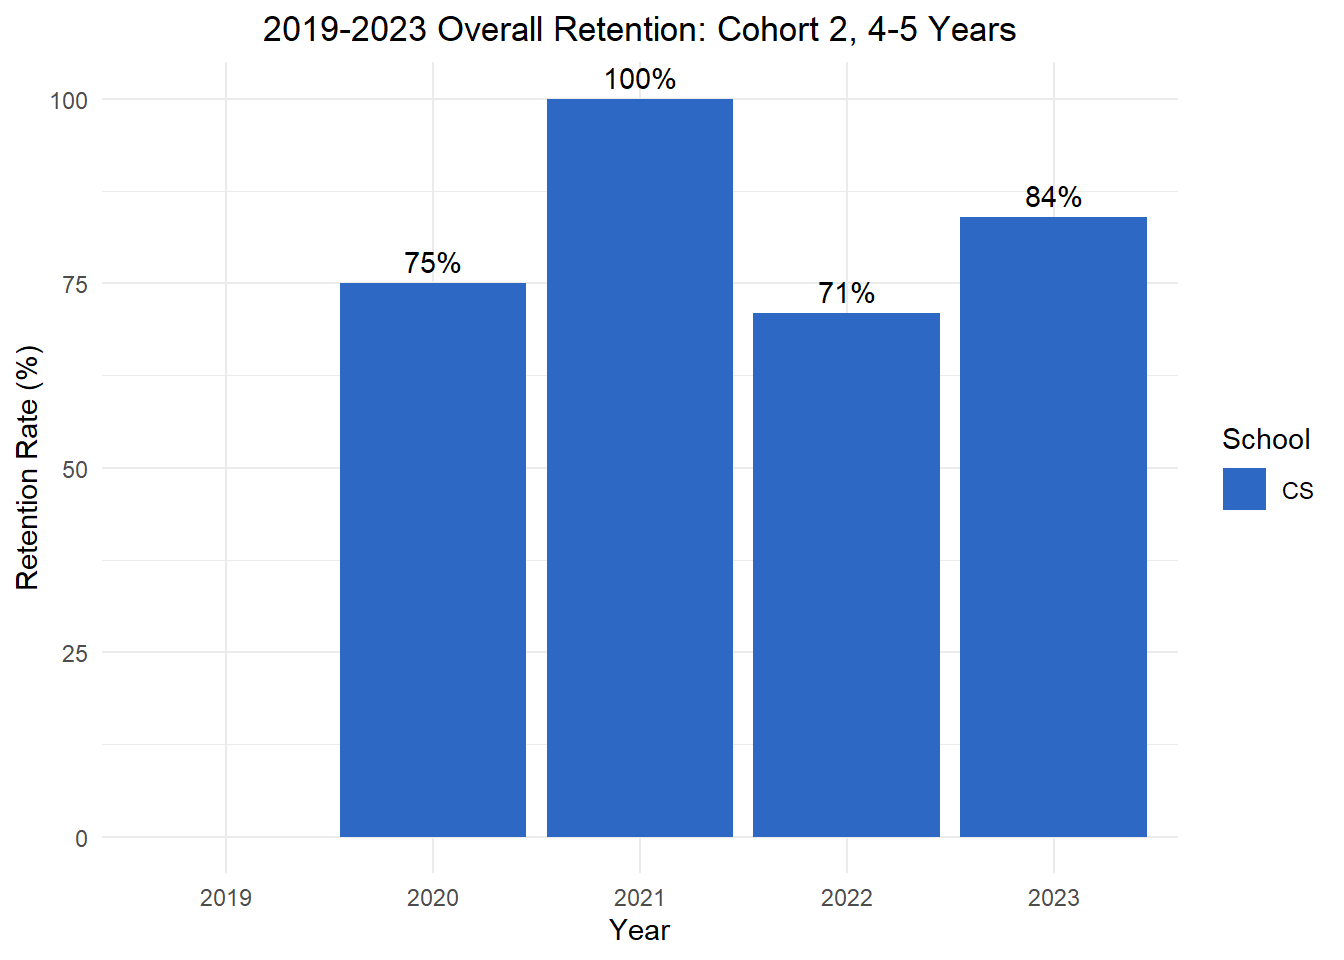 2019-2023 Overall Retention: Cohort 2, 4-5 Years
Retention Rate (%)
100
75
50
25
0
75%
100%
71%
84%
2019
2020
2021
2022
2023
Year
School
CS